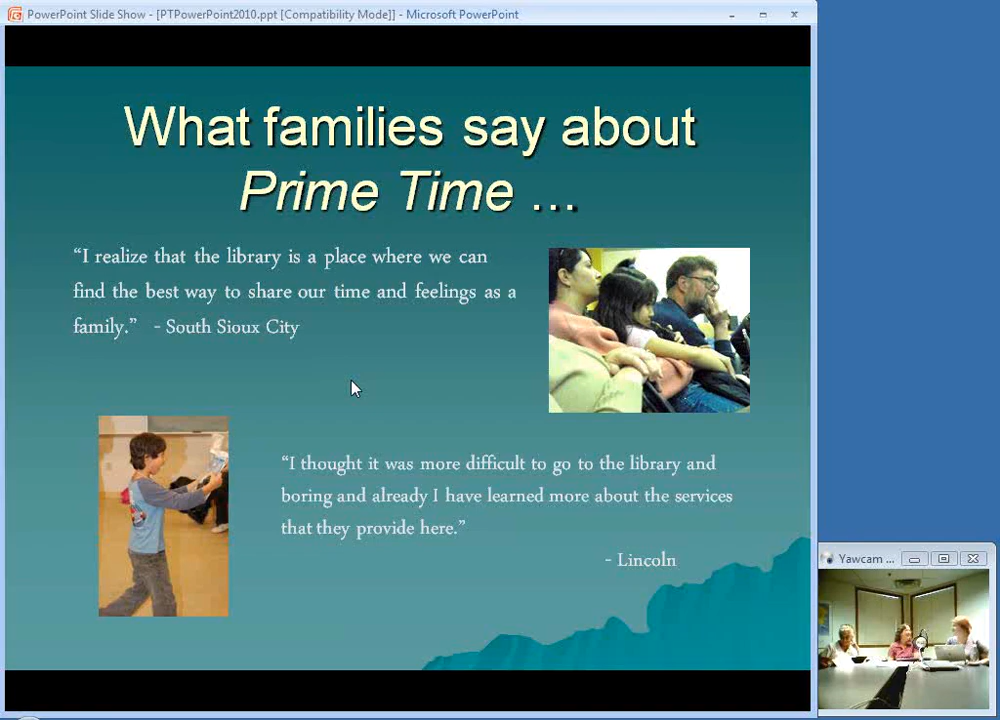 PowerPoint Slide Show - [PTPowerPoint2010.ppt [Compatibility Mode]] - Microsoft PowerPoint
What families say about
Prime Time ...
“I realize that the library is a place where we can
find the best way to share our time and feelings as a
family.” - South Sioux City
“I thought it was more difficult to go to the library and
boring and already I have learned more about the services
that they provide here.”
- Lincoln
Yawcam ...